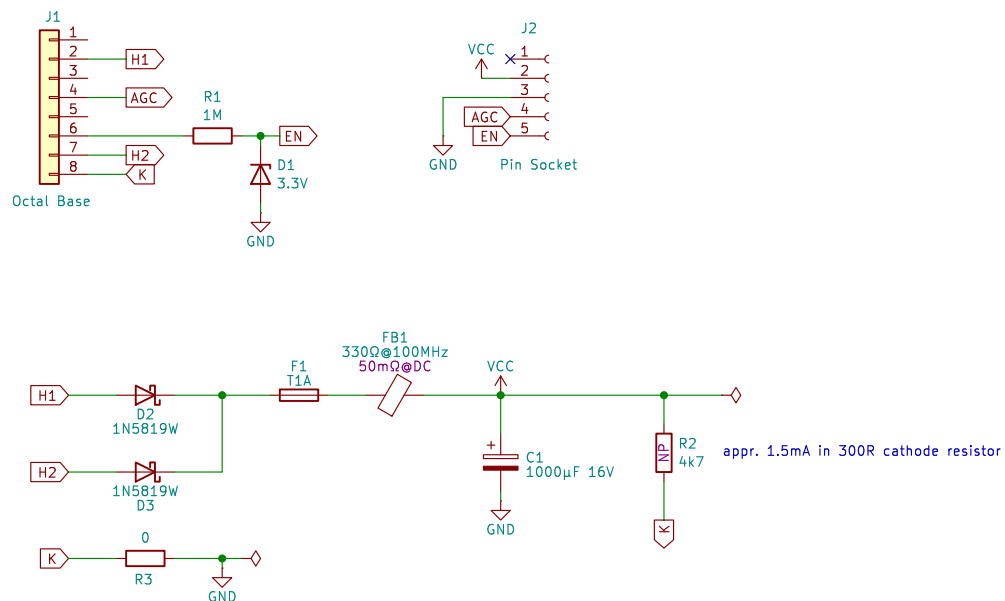 J1
1
2
3
4
5
6
7
8
H1
AGC
H2
K
Octal Base
R1
1M
EN
D1
3.3V
GND
J2
VCC
1
2
3
4
5
AGC
EN
GND
Pin Socket
H1
D2
1N5819W
H2
1N5819W
D3
F1
T1A
FB1
330Ω@100MHz
50mΩ@DC
VCC
+
C1
1000µF 16V
GND
NP
R2
4k7
appr. 1.5mA in 300R cathode resistor
K
K
0
R3
GND